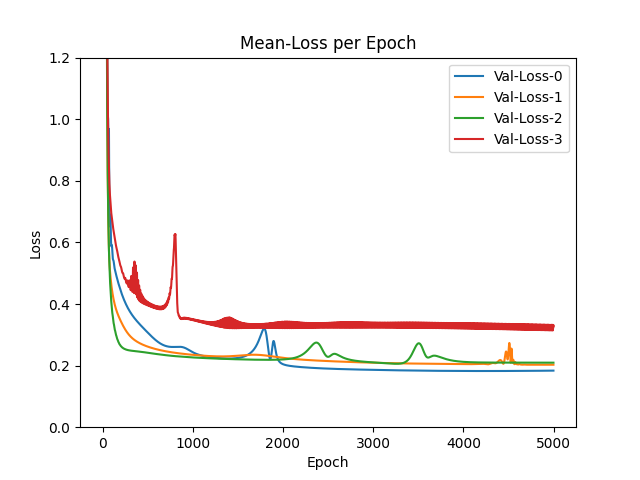 Mean-Loss per Epoch
Val-Loss-0
Val-Loss-1
Val-Loss-2
Val-Loss-3
1.2
1.0
0.8
0.6
0.4
0.2
0.0
Loss
0 1000 2000 3000 4000 5000
Epoch